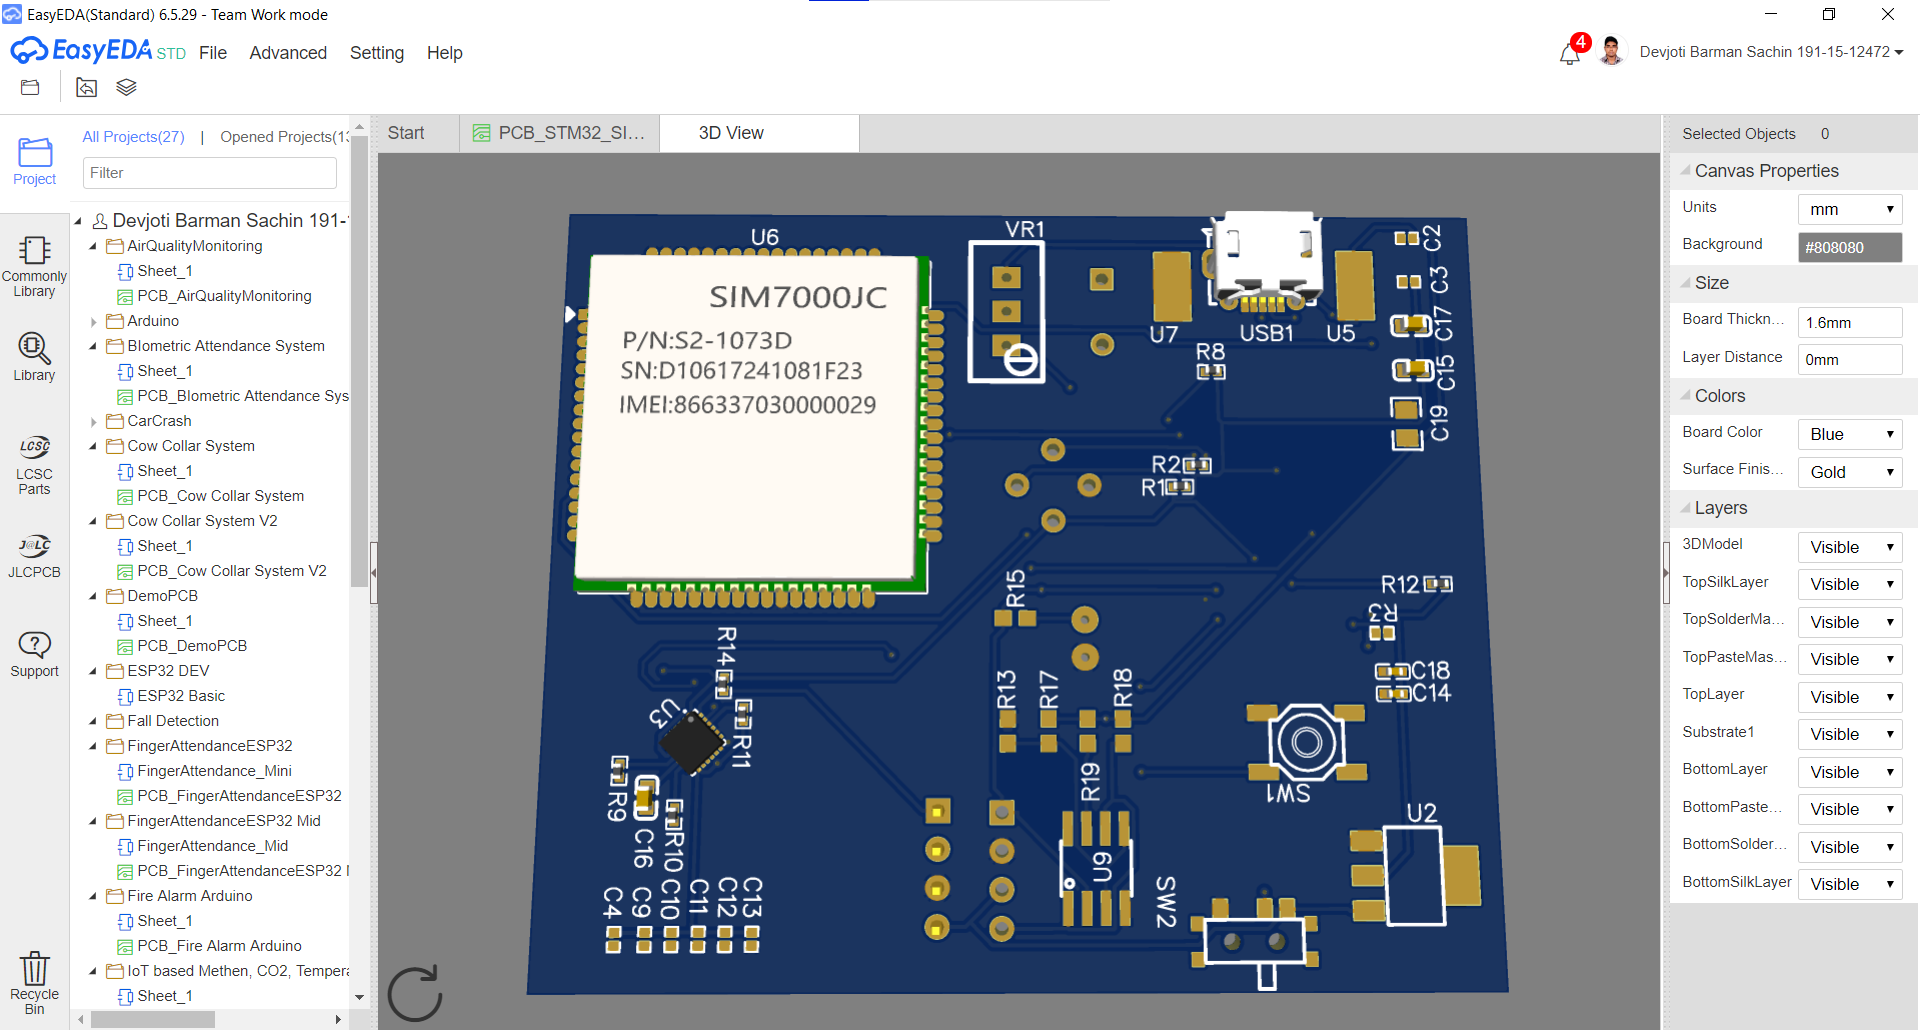 EasyEDA(Standard) 6.5.29 - Team Work mode
EasyEDA STD File Advanced Setting Help
4
Devjoti Barman Sachin 191-15-12472
Project
Commonly
Library
Library
LCSC
LCSC
Parts
J@LC
JLCPCB
Support
Recycle
Bin
All Projects(27) | Opened Projects(13
Filter
Devjoti Barman Sachin 191-
AirQualityMonitoring
Sheet_1
PCB_AirQualityMonitoring
Arduino
BIometric Attendance System
Sheet_1
PCB_BIometric Attendance Sys
CarCrash
Cow Collar System
Sheet_1
PCB_Cow Collar System
Cow Collar System V2
Sheet_1
PCB_Cow Collar System V2
DemoPCB
Sheet_1
PCB_DemoPCB
ESP32 DEV
ESP32 Basic
Fall Detection
FingerAttendanceESP32
FingerAttendance_Mini
PCB_FingerAttendanceESP32
FingerAttendanceESP32 Mid
FingerAttendance_Mid
PCB_FingerAttendanceESP32
Fire Alarm Arduino
Sheet_1
PCB_Fire Alarm Arduino
IoT based Methen, CO2, Tempera
Sheet_1
Start
PCB_STM32_SI...
3D View
U6
SIM7000JC
P/N:S2-1073D
SN:D10617241081F23
IMEI:866337030000029
VR1
U7
USB1
U5
C2
C3
C17
C15
C19
R8
R2
R1
R15
R12
R3
C18
C14
R14
U3
R11
R9
C16
R10
R13
R17
R18
R19
SW1
U2
U9
SW2
C4
C9
C10
C11
C12
C13
Selected Objects 0
Canvas Properties
Units mm
Background #808080
Size
Board Thickn... 1.6mm
Layer Distance 0mm
Colors
Board Color Blue
Surface Finis... Gold
Layers
3DModel Visible
TopSilkLayer Visible
TopSolderMa... Visible
TopPasteMas... Visible
TopLayer Visible
Substrate1 Visible
BottomLayer Visible
BottomPaste... Visible
BottomSolder... Visible
BottomSilkLayer Visible